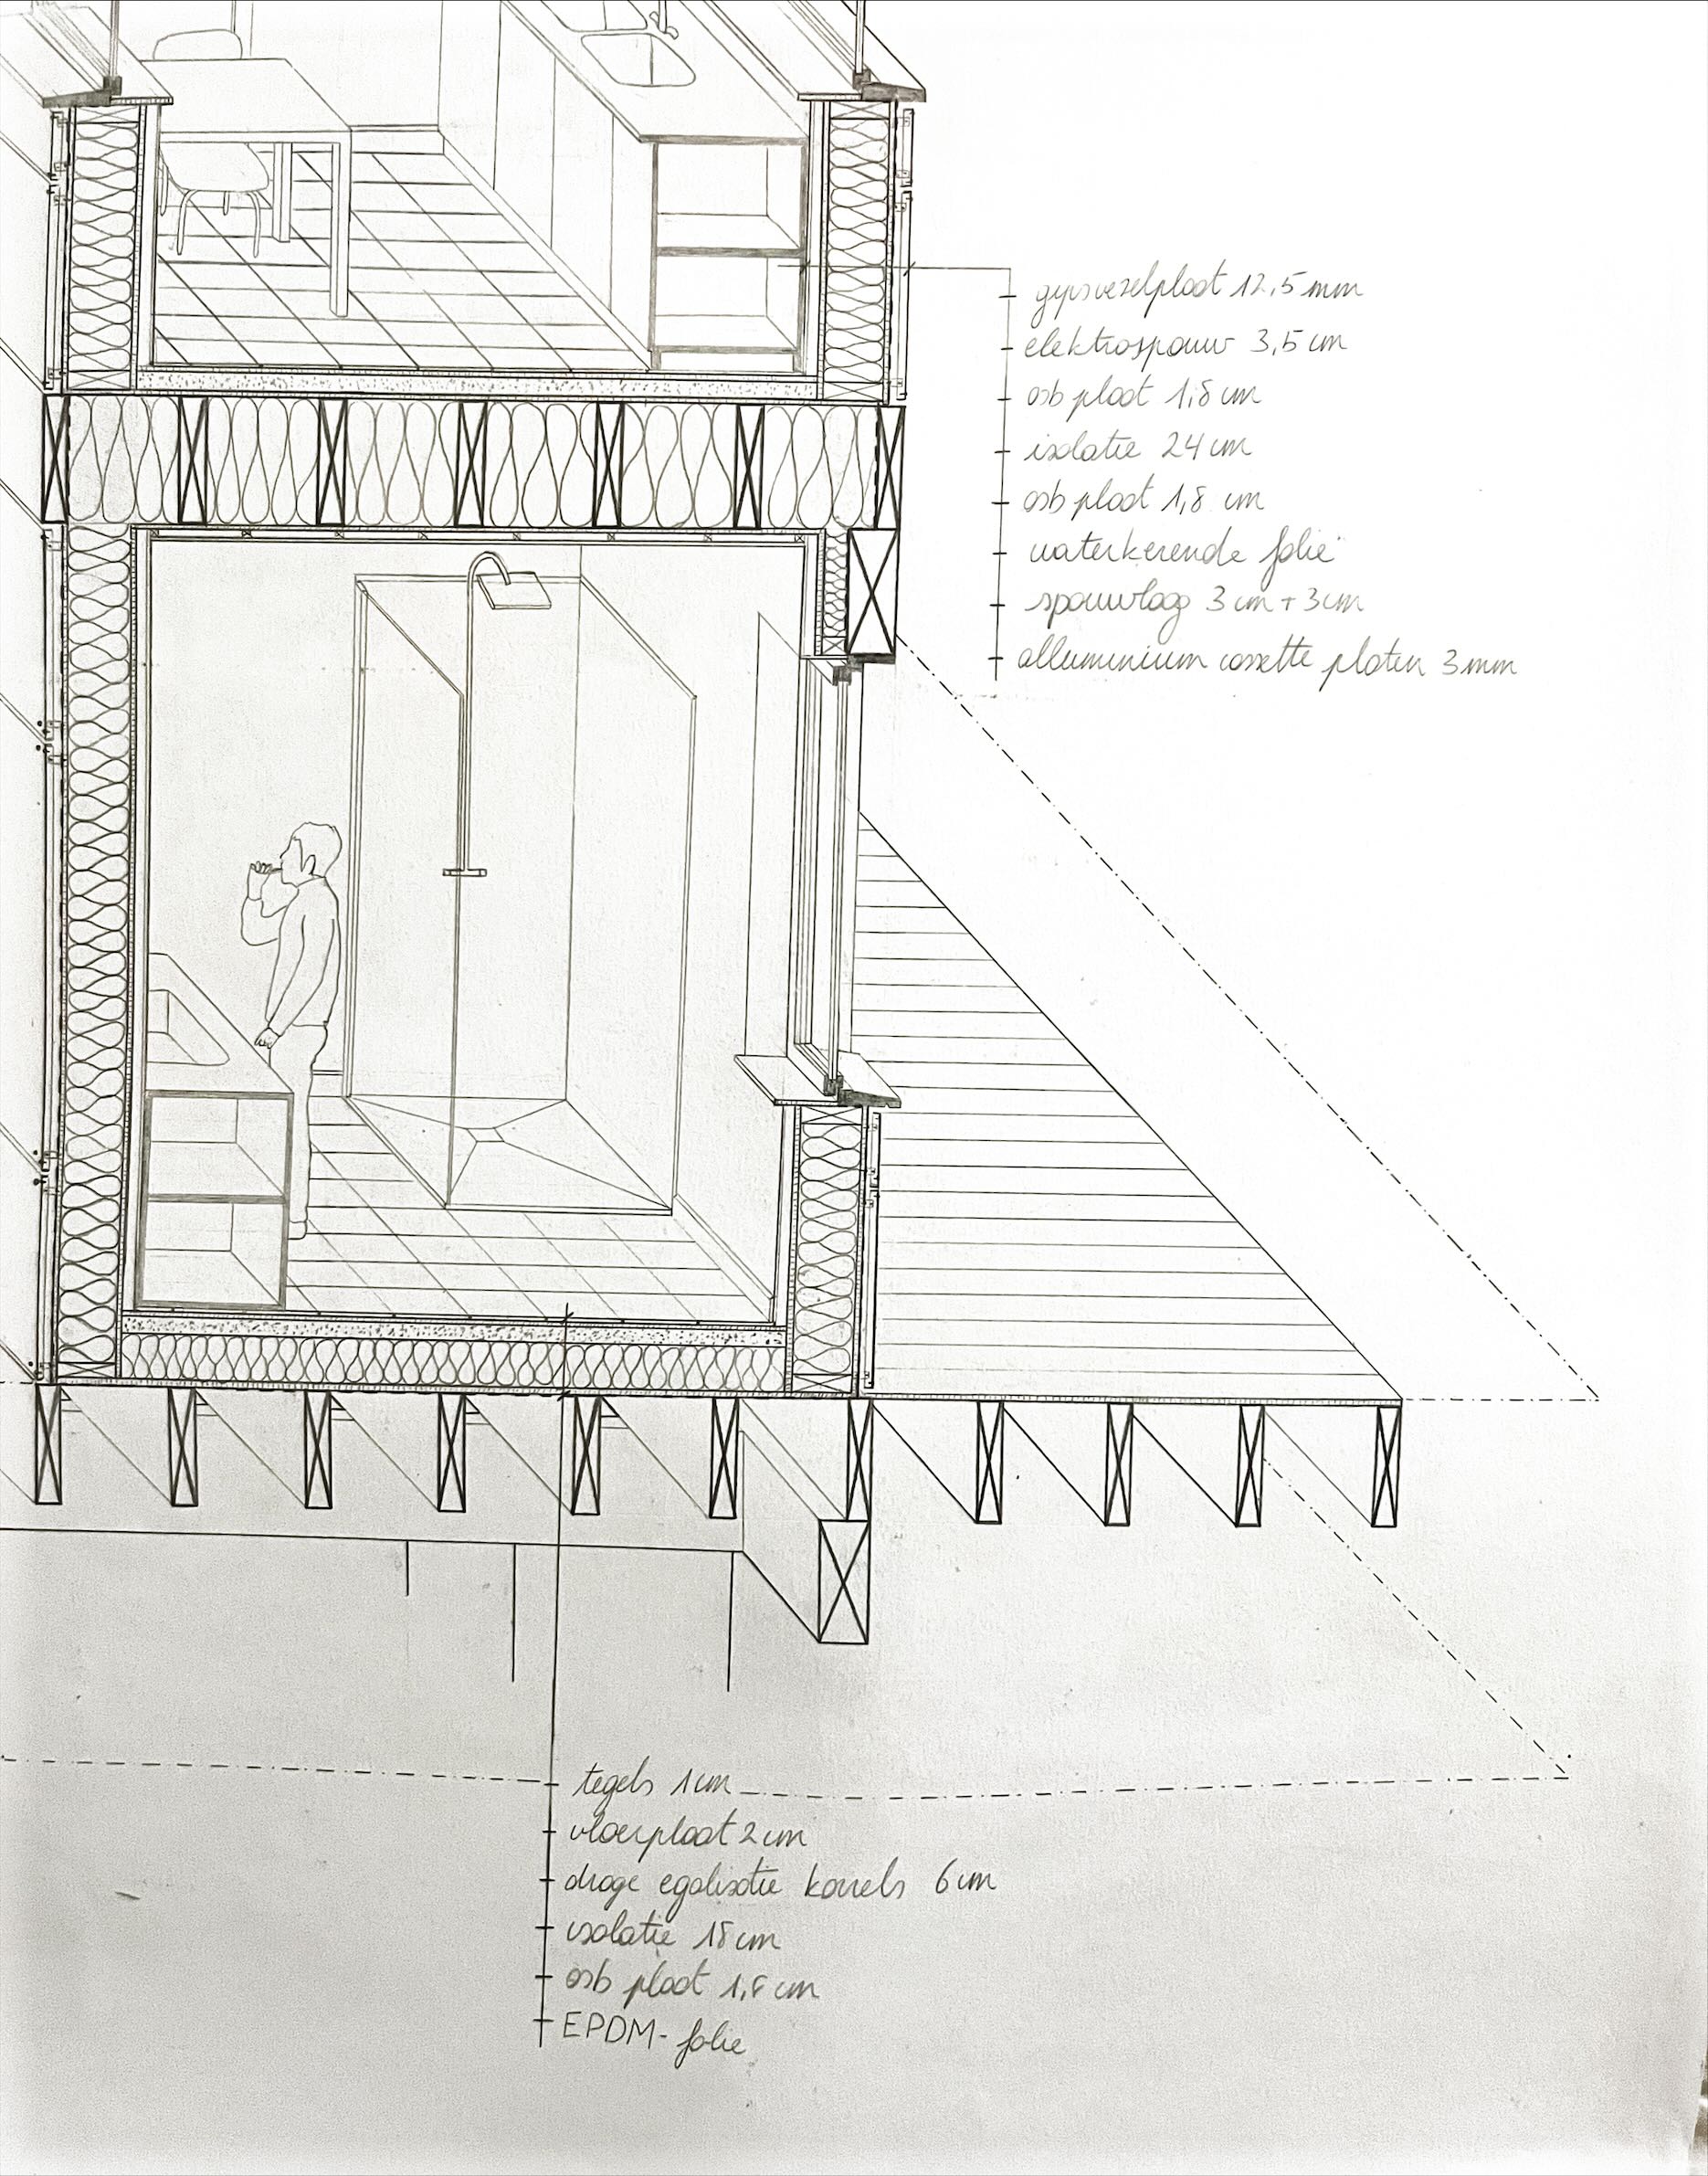 gipsvezelplaat 12,5 mm
elektrospouw 3,5 cm
osb plaat 1,8 cm
isolatie 24 cm
osb plaat 1,8 cm
waterkerende folie
spouwlaag 3 cm + 3 cm
alluminium cassette platen 3 mm
tegels 1 cm
vloerplaat 2 cm
droge egalisatie korrels 6 cm
isolatie 18 cm
osb plaat 1,8 cm
EPDM-folie